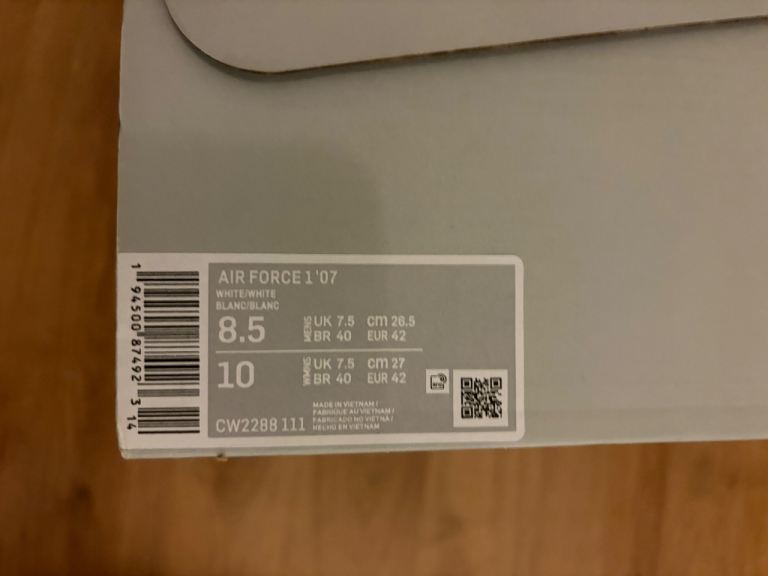 AIR FORCE 1 '07
WHITE/WHITE
BLANC/BLANC
8.5 MENS UK 7.5 cm 26.5
BR 40 EUR 42
10 WMNS UK 7.5 cm 27
BR 40 EUR 42
MADE IN VIETNAM /
FABRIQUE AU VIETNAM /
FABRICADO NO VIETNÃ /
HECHO EN VIETNAM
CW2288 111
1 94500 87492 3 14